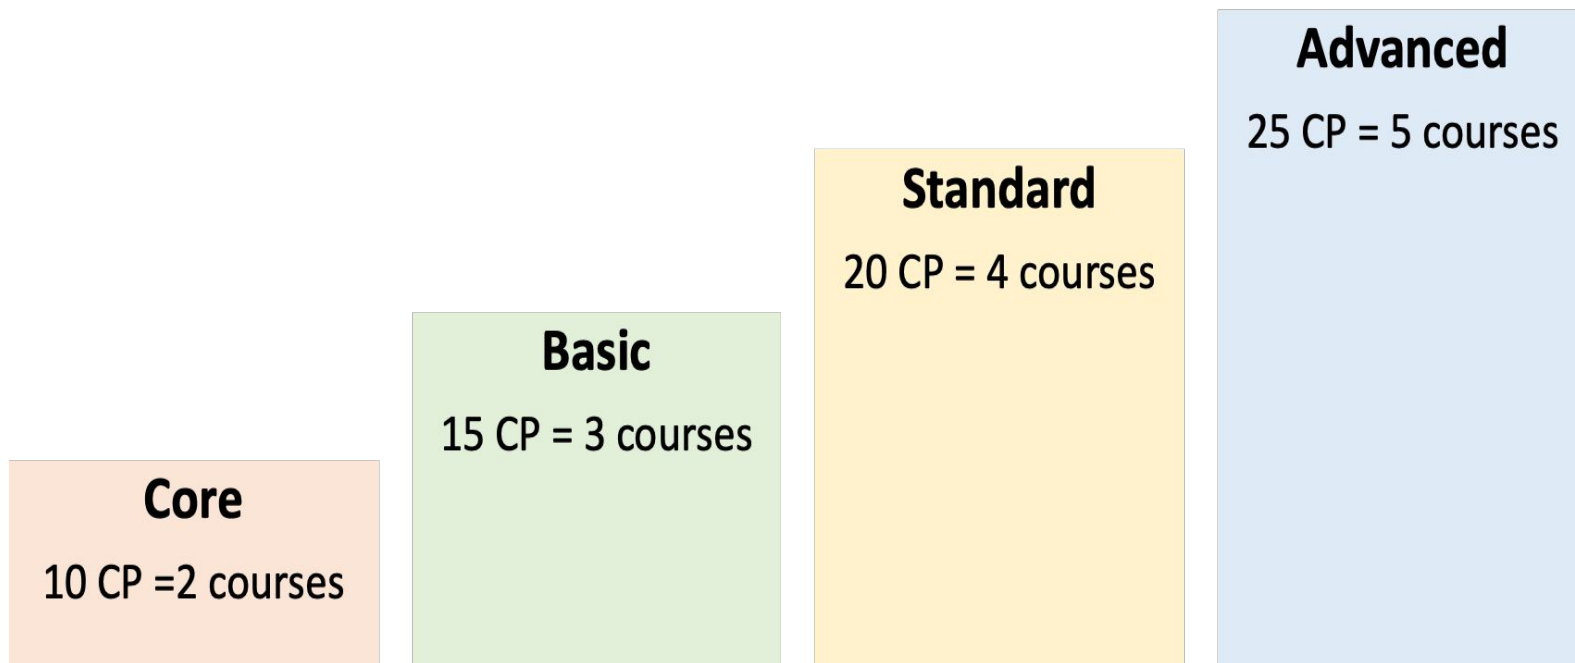 Core
10 CP =2 courses
Basic
15 CP = 3 courses
Standard
20 CP = 4 courses
Advanced
25 CP = 5 courses